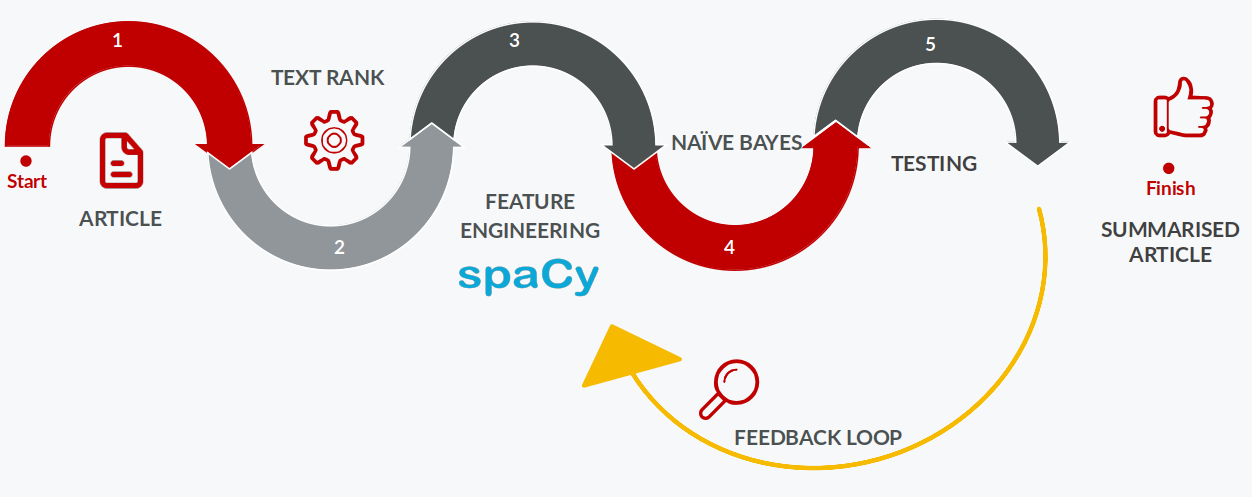 1
Start
ARTICLE
TEXT RANK
2
3
FEATURE
ENGINEERING
spaCy
NAÏVE BAYES
4
5
TESTING
Finish
SUMMARISED
ARTICLE
FEEDBACK LOOP